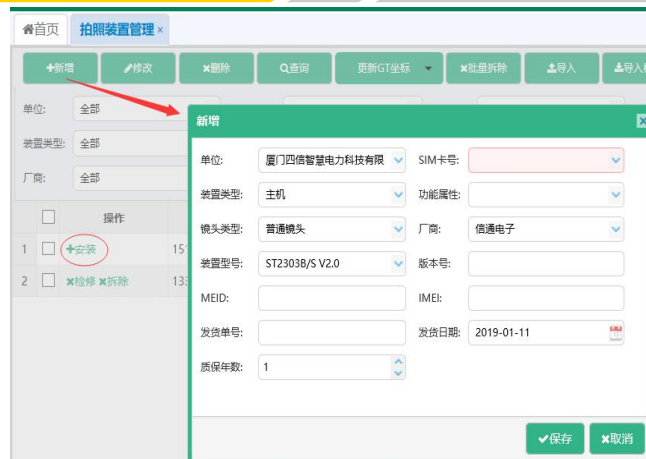 首页 拍照装置管理 ×
新增 修改 删除 查询 更新GT坐标 批量拆除 导入 导入
单位: 全部
装置类型: 全部
厂商: 全部
操作
1 安装 151
2 检修 拆除 133
新增
单位: 厦门四信智慧电力科技有限 SIM卡号:
装置类型: 主机 功能属性:
镜头类型: 普通镜头 厂商: 信通电子
装置型号: ST2303B/S V2.0 版本号:
MEID: IMEI:
发货单号: 发货日期: 2019-01-11
质保年数: 1
保存 取消